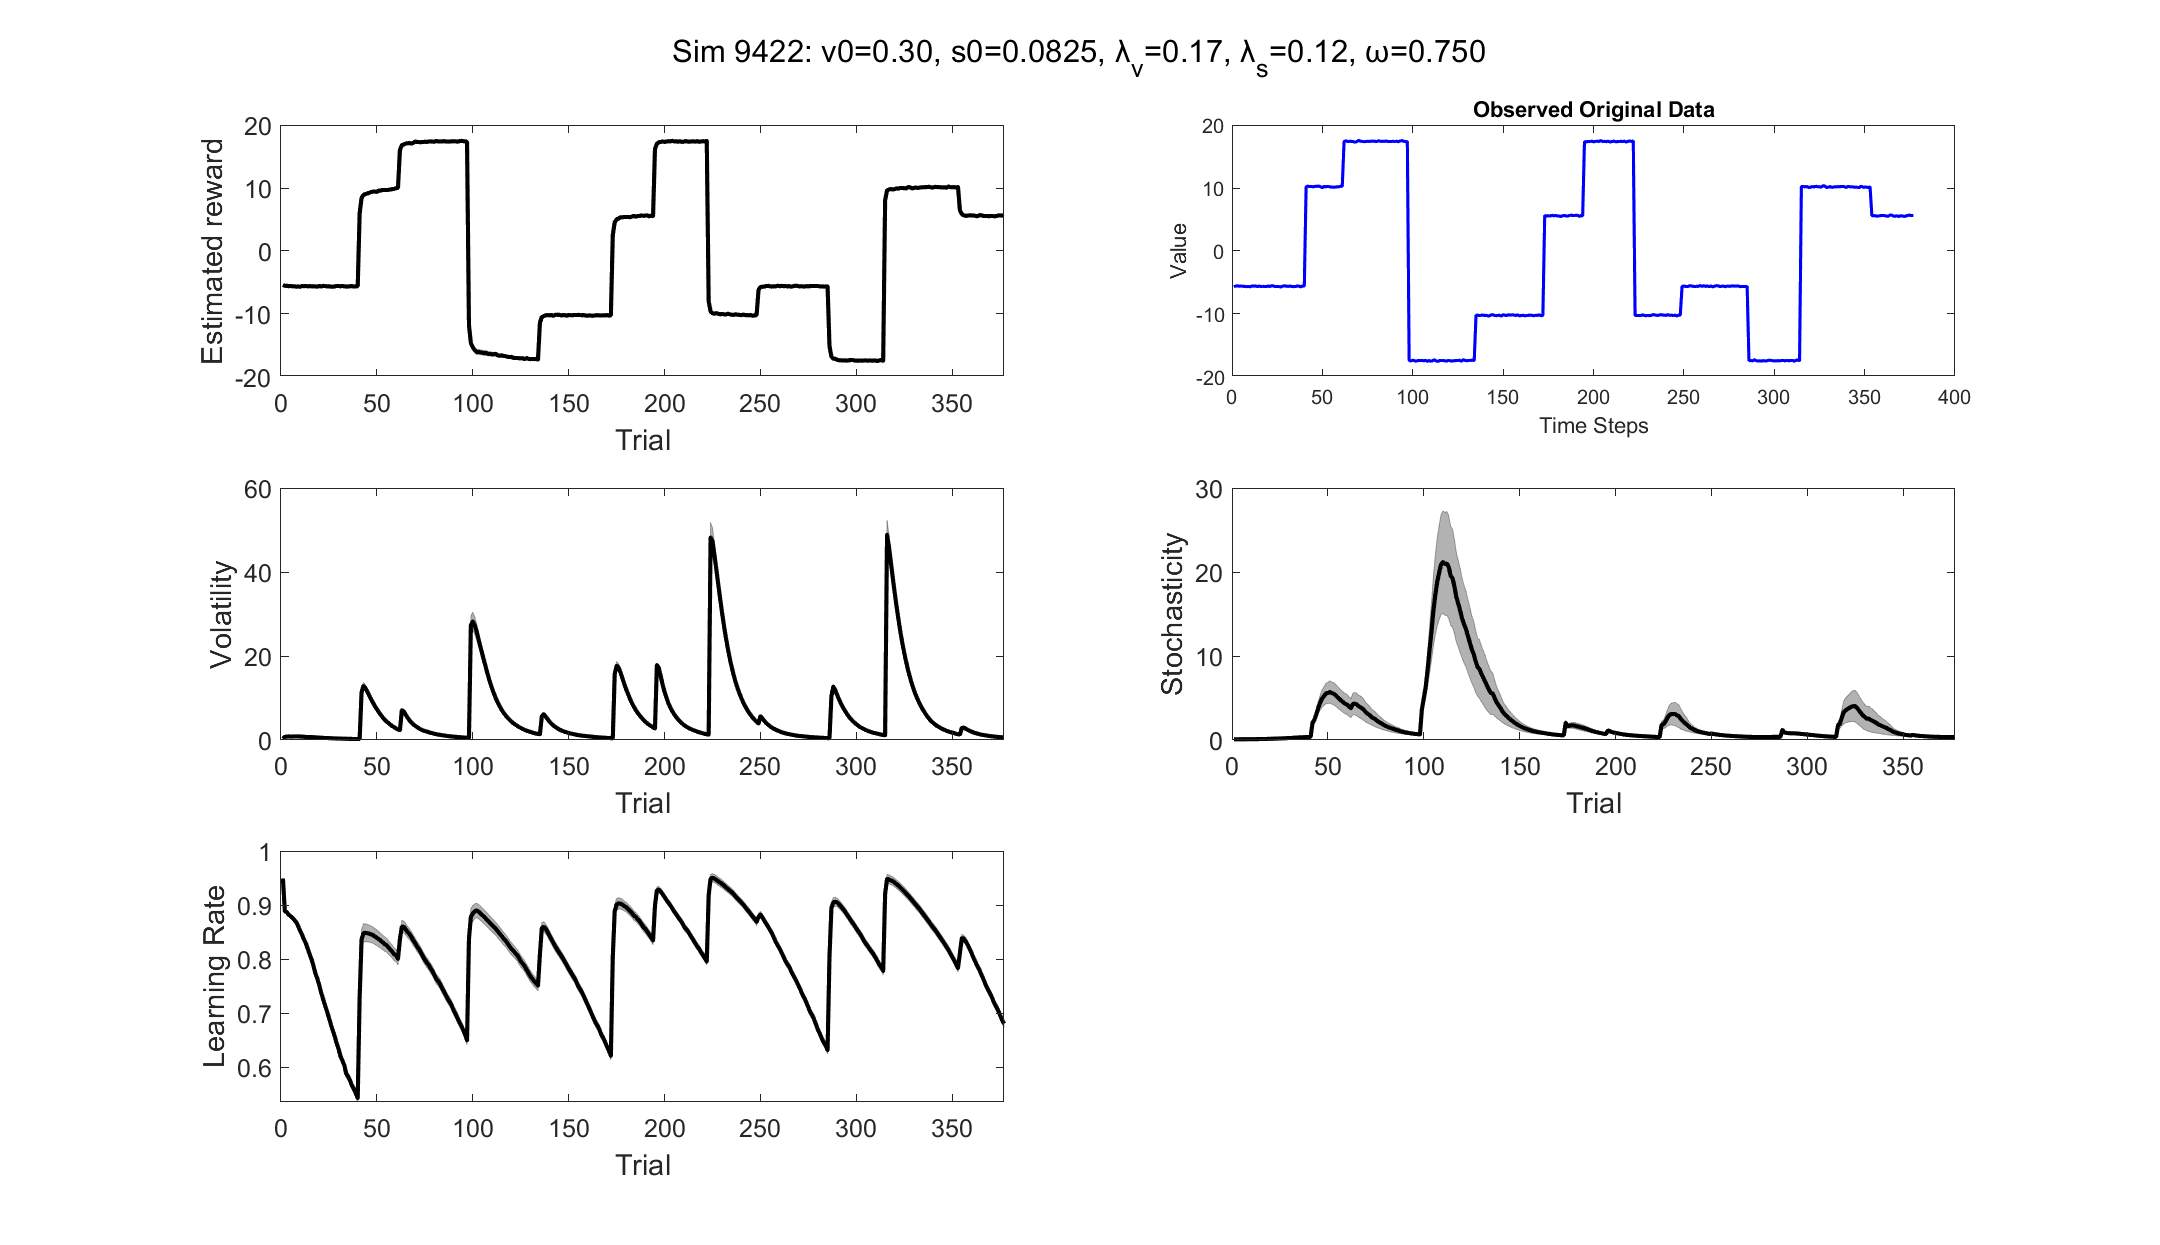 Sim 9422: v0=0.30, s0=0.0825, λ_v=0.17, λ_s=0.12, ω=0.750
Estimated reward
20
10
0
-10
-20
0 50 100 150 200 250 300 350
Trial
Observed Original Data
Value
20
10
0
-10
-20
0 50 100 150 200 250 300 350 400
Time Steps
Volatility
60
40
20
0
0 50 100 150 200 250 300 350
Trial
Stochasticity
30
20
10
0
0 50 100 150 200 250 300 350
Trial
Learning Rate
1
0.9
0.8
0.7
0.6
0 50 100 150 200 250 300 350
Trial